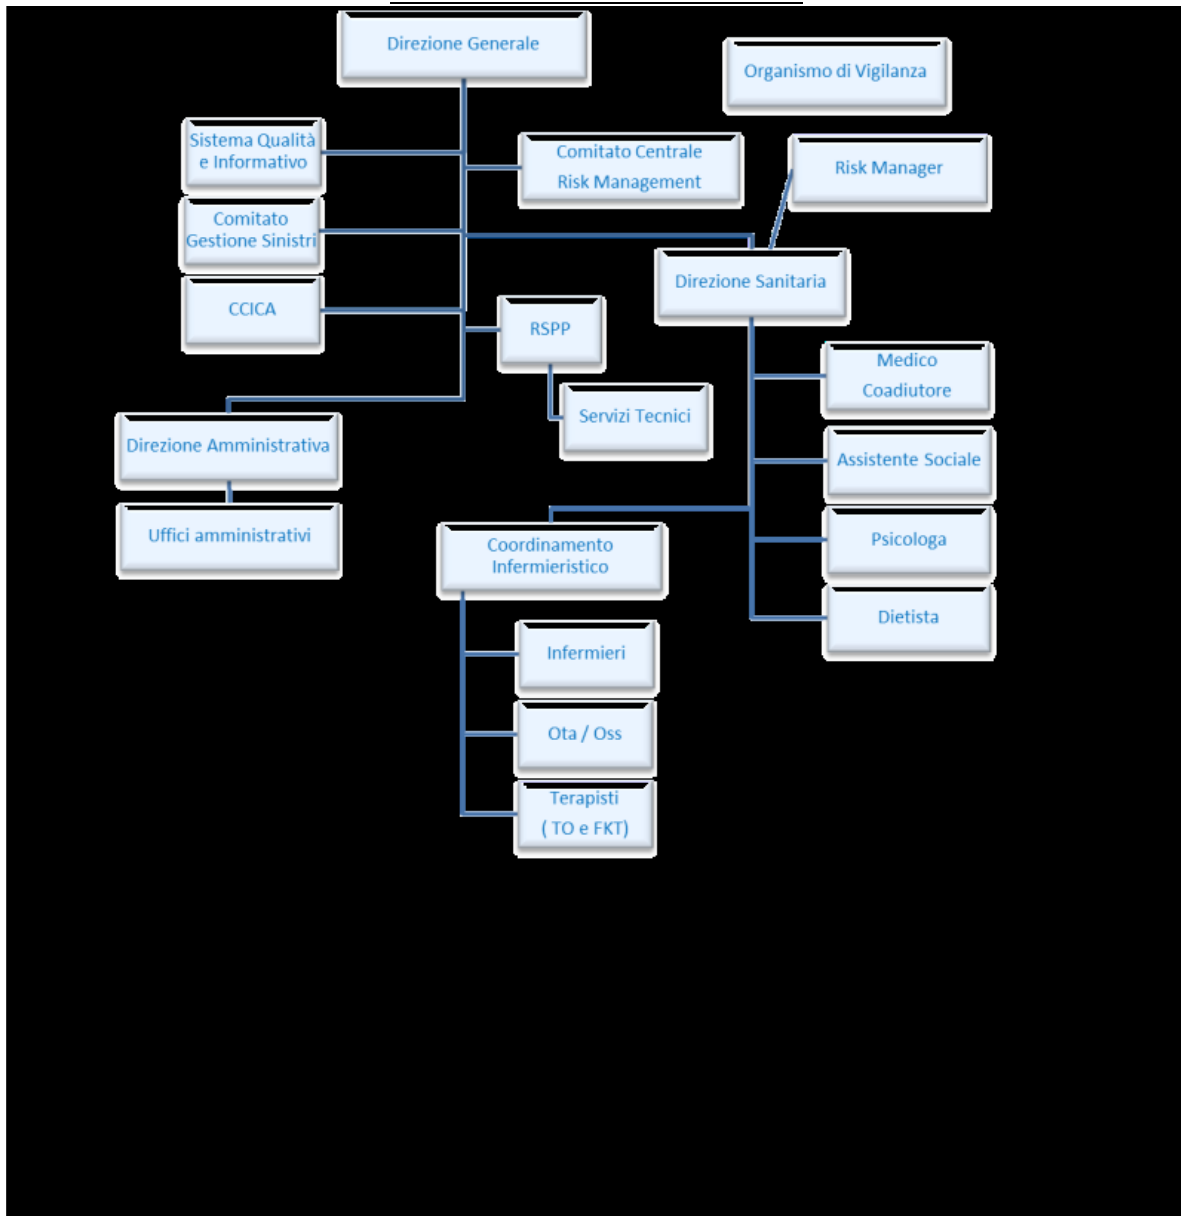 Direzione Generale
Organismo di Vigilanza
Sistema Qualità
e Informativo
Comitato Centrale
Risk Management
Risk Manager
Comitato
Gestione Sinistri
Direzione Sanitaria
CCICA
RSPP
Medico
Coadiutore
Servizi Tecnici
Direzione Amministrativa
Assistente Sociale
Uffici amministrativi
Psicologa
Coordinamento
Infermieristico
Dietista
Infermieri
Ota / Oss
Terapisti
( TO e FKT)